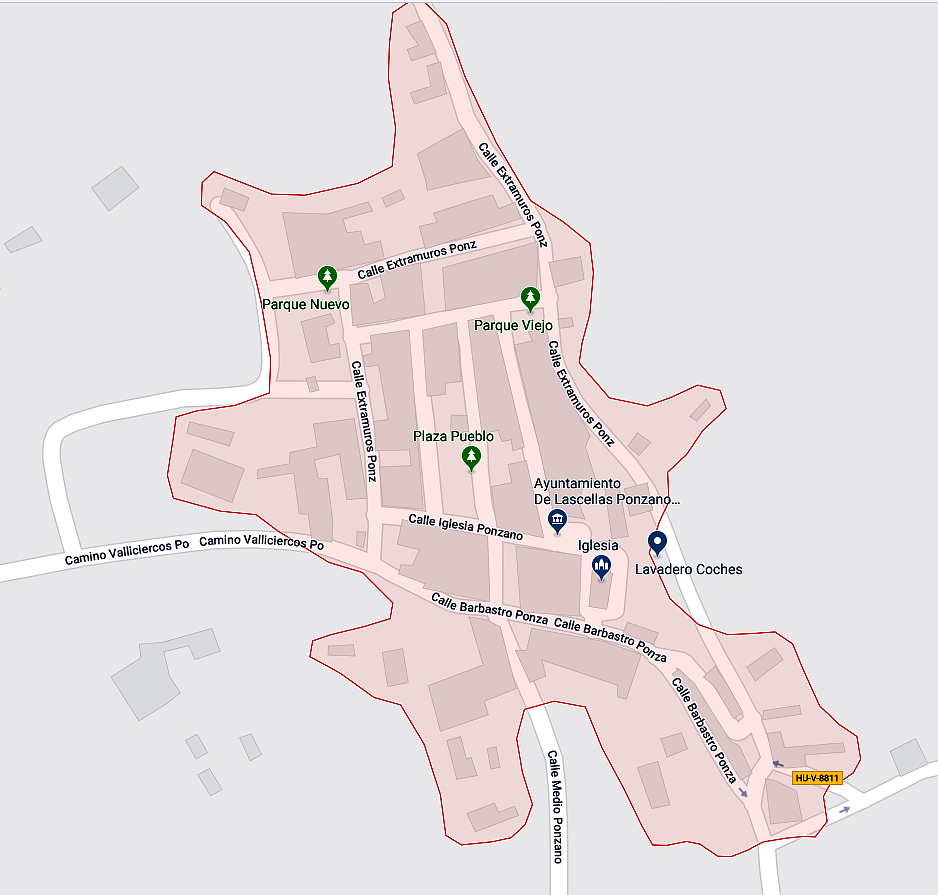 Calle Extramuros Ponz
Calle Extramuros Ponz
Parque Nuevo
Parque Viejo
Calle Extramuros Ponz
Calle Extramuros Ponz
Plaza Pueblo
Ayuntamiento
De Lascellas Ponzano...
Calle Iglesia Ponzano
Iglesia
Camino Valliciercos Po
Camino Valliciercos Po
Lavadero Coches
Calle Barbastro Ponza
Calle Barbastro Ponza
Calle Barbastro Ponza
HU-V-8811
Calle Medio Ponzano